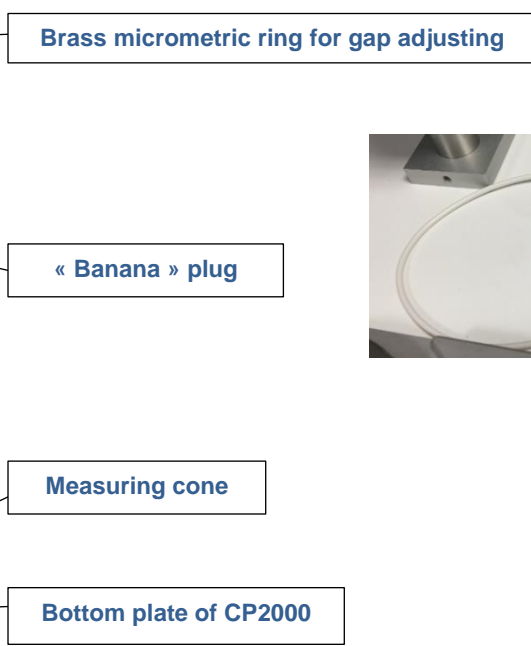 Brass micrometric ring for gap adjusting
« Banana » plug
Measuring cone
Bottom plate of CP2000